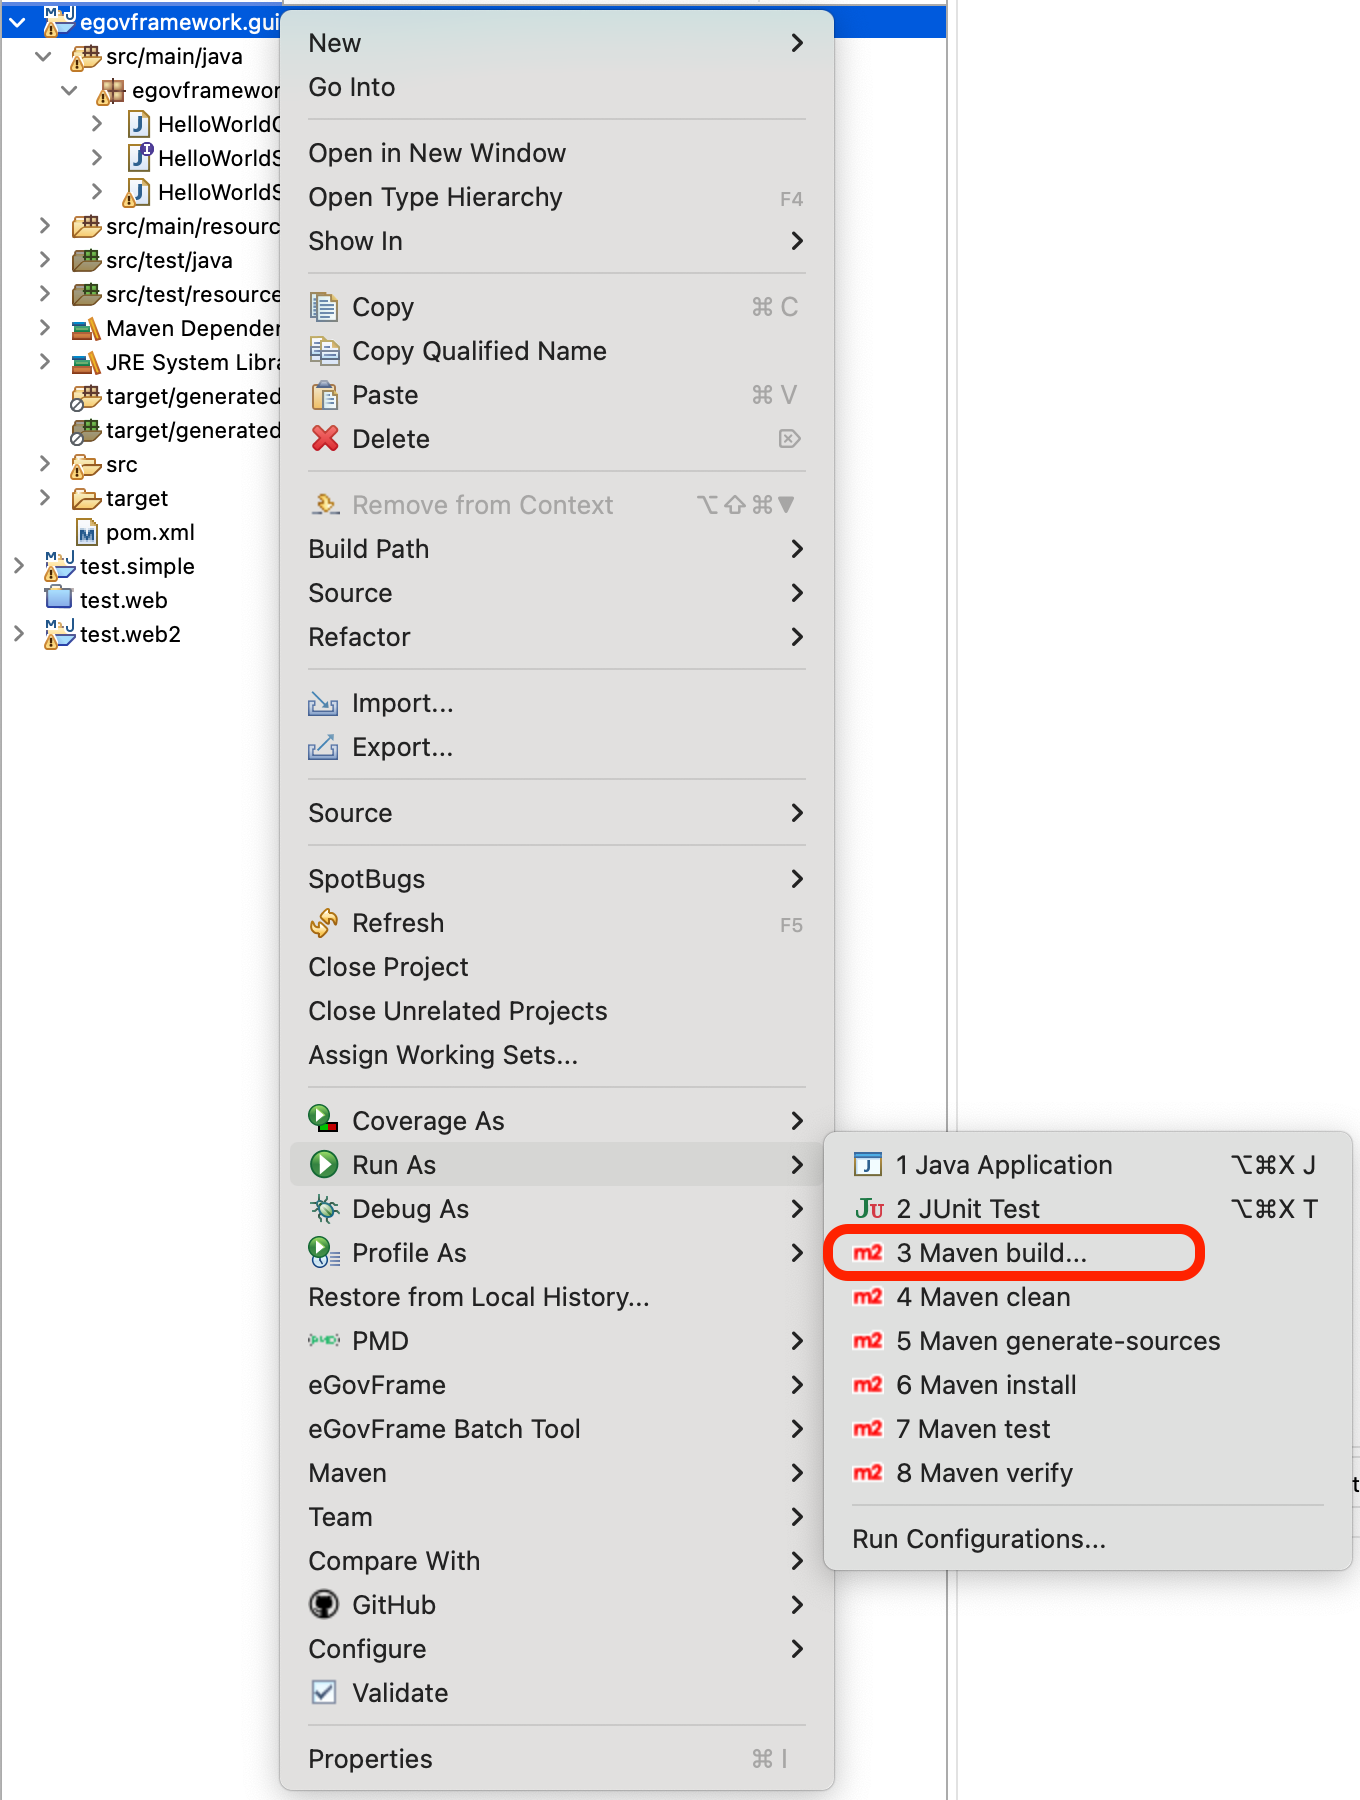 egovframework.gui
src/main/java
egovframewor
HelloWorldC
HelloWorldS
HelloWorldS
src/main/resourc
src/test/java
src/test/resource
Maven Depender
JRE System Libra
target/generated
target/generated
src
target
pom.xml
test.simple
test.web
test.web2
New
Go Into
Open in New Window
Open Type Hierarchy F4
Show In
Copy ⌘ C
Copy Qualified Name
Paste ⌘ V
Delete ⌦
Remove from Context ⌥⇧⌘▼
Build Path
Source
Refactor
Import...
Export...
Source
SpotBugs
Refresh F5
Close Project
Close Unrelated Projects
Assign Working Sets...
Coverage As
Run As
Debug As
Profile As
Restore from Local History...
PMD
eGovFrame
eGovFrame Batch Tool
Maven
Team
Compare With
GitHub
Configure
Validate
Properties ⌘ I
1 Java Application ⌥⌘X J
2 JUnit Test ⌥⌘X T
m2 3 Maven build...
m2 4 Maven clean
m2 5 Maven generate-sources
m2 6 Maven install
m2 7 Maven test
m2 8 Maven verify
Run Configurations...